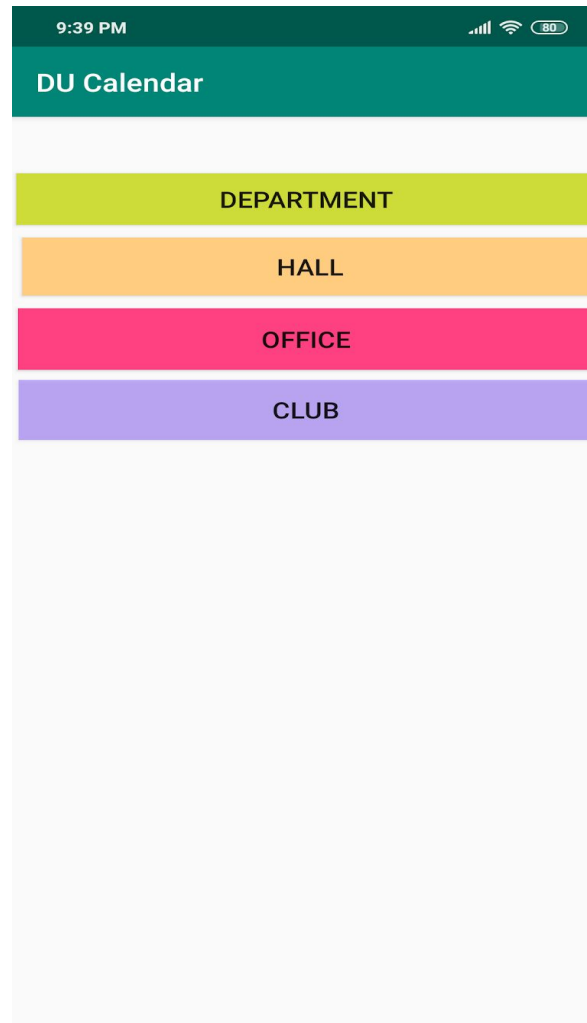 9:39 PM 80
DU Calendar
DEPARTMENT
HALL
OFFICE
CLUB